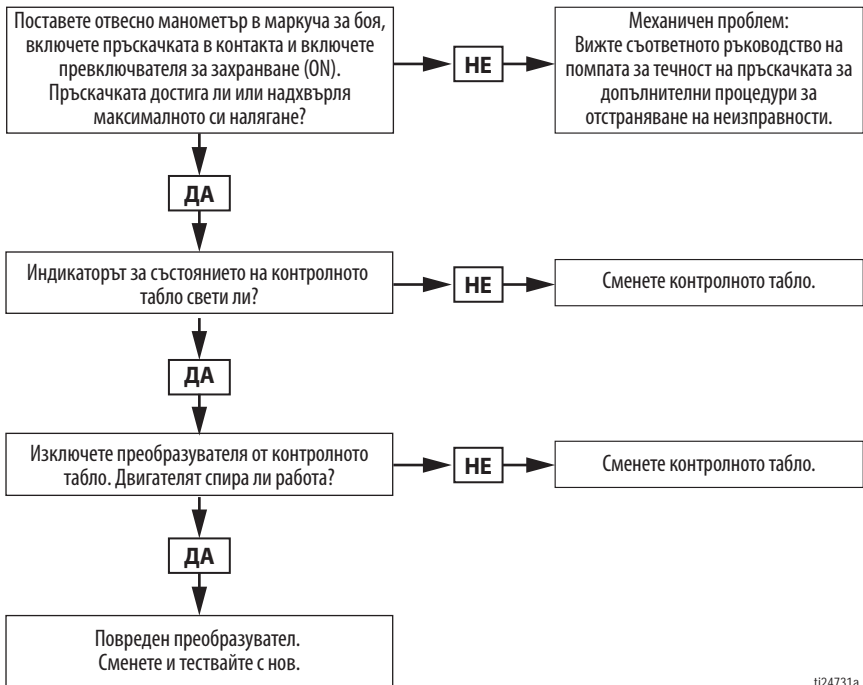 Поставете отвесно манометър в маркуча за боя,
включете пръскачката в контакта и включете
превключвателя за захранване (ON).
Пръскачката достига ли или надхвърля
максималното си налягане?
НЕ
Механичен проблем:
Вижте съответното ръководство на
помпата за течност на пръскачката за
допълнителни процедури за
отстраняване на неизправности.
ДА
Индикаторът за състоянието на контролното
табло свети ли?
НЕ
Сменете контролното табло.
ДА
Изключете преобразувателя от контролното
табло. Двигателят спира ли работа?
НЕ
Сменете контролното табло.
ДА
Повреден преобразувател.
Сменете и тествайте с нов.
ti24731a